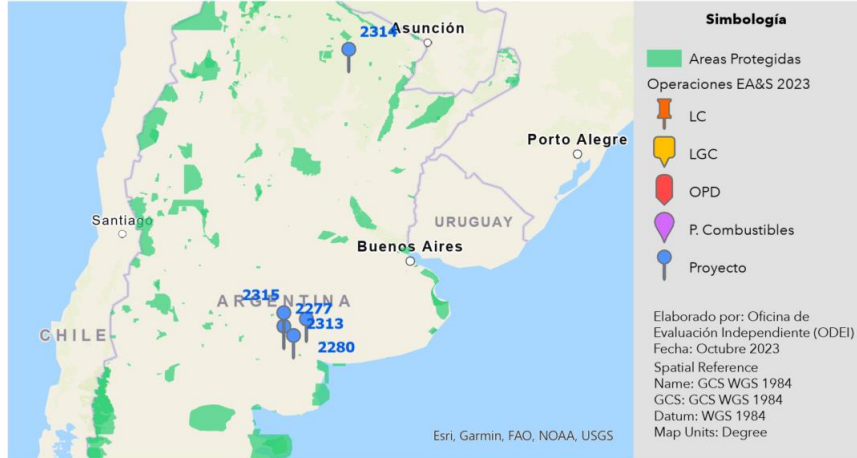 2314
Asunción
Porto Alegre
Santiago
URUGUAY
Buenos Aires
2315
ARGENTINA
2277
2313
CHILE
2280
Esri, Garmin, FAO, NOAA, USGS
Simbología
Areas Protegidas
Operaciones EA&S 2023
LC
LGC
OPD
P. Combustibles
Proyecto
Elaborado por: Oficina de
Evaluación Independiente (ODEI)
Fecha: Octubre 2023
Spatial Reference
Name: GCS WGS 1984
GCS: GCS WGS 1984
Datum: WGS 1984
Map Units: Degree